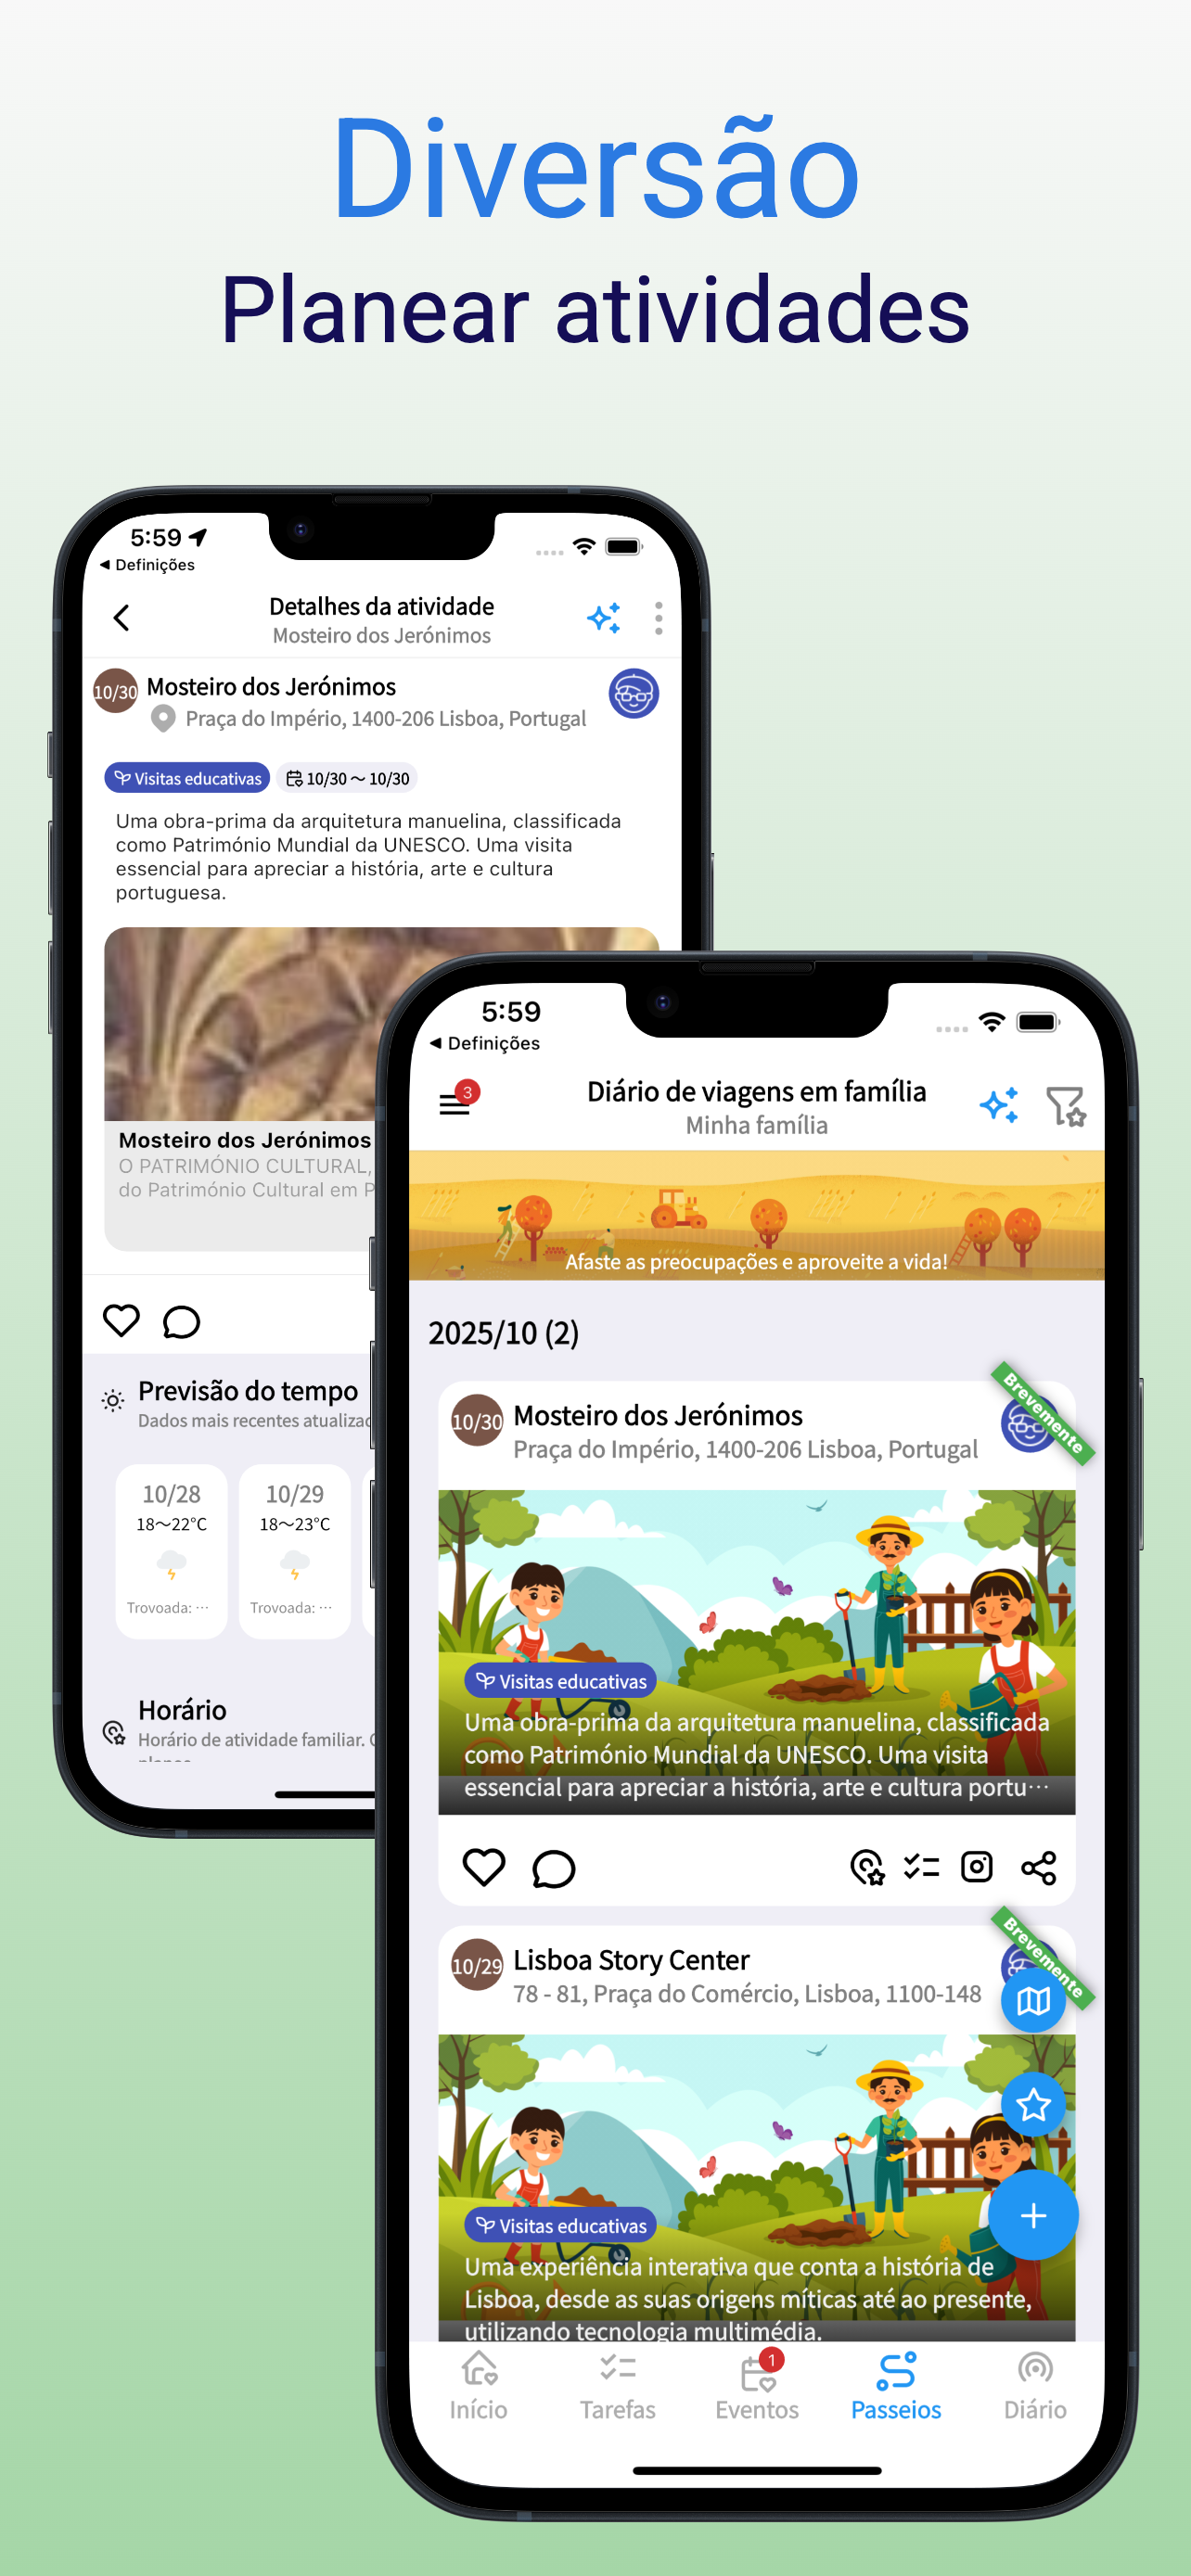 Diversão
Planear atividades
5:59
Definições
Detalhes da atividade
Mosteiro dos Jerónimos
10/30
Mosteiro dos Jerónimos
Praça do Império, 1400-206 Lisboa, Portugal
Visitas educativas
10/30 ~ 10/30
Uma obra-prima da arquitetura manuelina, classificada
como Património Mundial da UNESCO. Uma visita
essencial para apreciar a história, arte e cultura
portuguesa.
Mosteiro dos Jerónimos
O PATRIMÓNIO CULTURAL,
do Património Cultural em P
Previsão do tempo
Dados mais recentes
10/28
18~22°C
Trovoada: ...
10/29
18~23°C
Trovoada: ...
Horário
Horário de atividade familiar.
5:59
Definições
3
Diário de viagens em família
Minha família
Afaste as preocupações e aproveite a vida!
2025/10 (2)
10/30
Mosteiro dos Jerónimos
Praça do Império, 1400-206 Lisboa, Portugal
Brevemente
Visitas educativas
Uma obra-prima da arquitetura manuelina, classificada
como Património Mundial da UNESCO. Uma visita
essencial para apreciar a história, arte e cultura portu...
10/29
Lisboa Story Center
78 - 81, Praça do Comércio, Lisboa, 1100-148
Brevemente
Visitas educativas
Uma experiência interativa que conta a história de
Lisboa, desde as suas origens míticas até ao presente,
utilizando tecnologia multimédia.
Início
Tarefas
1
Eventos
Passeios
Diário